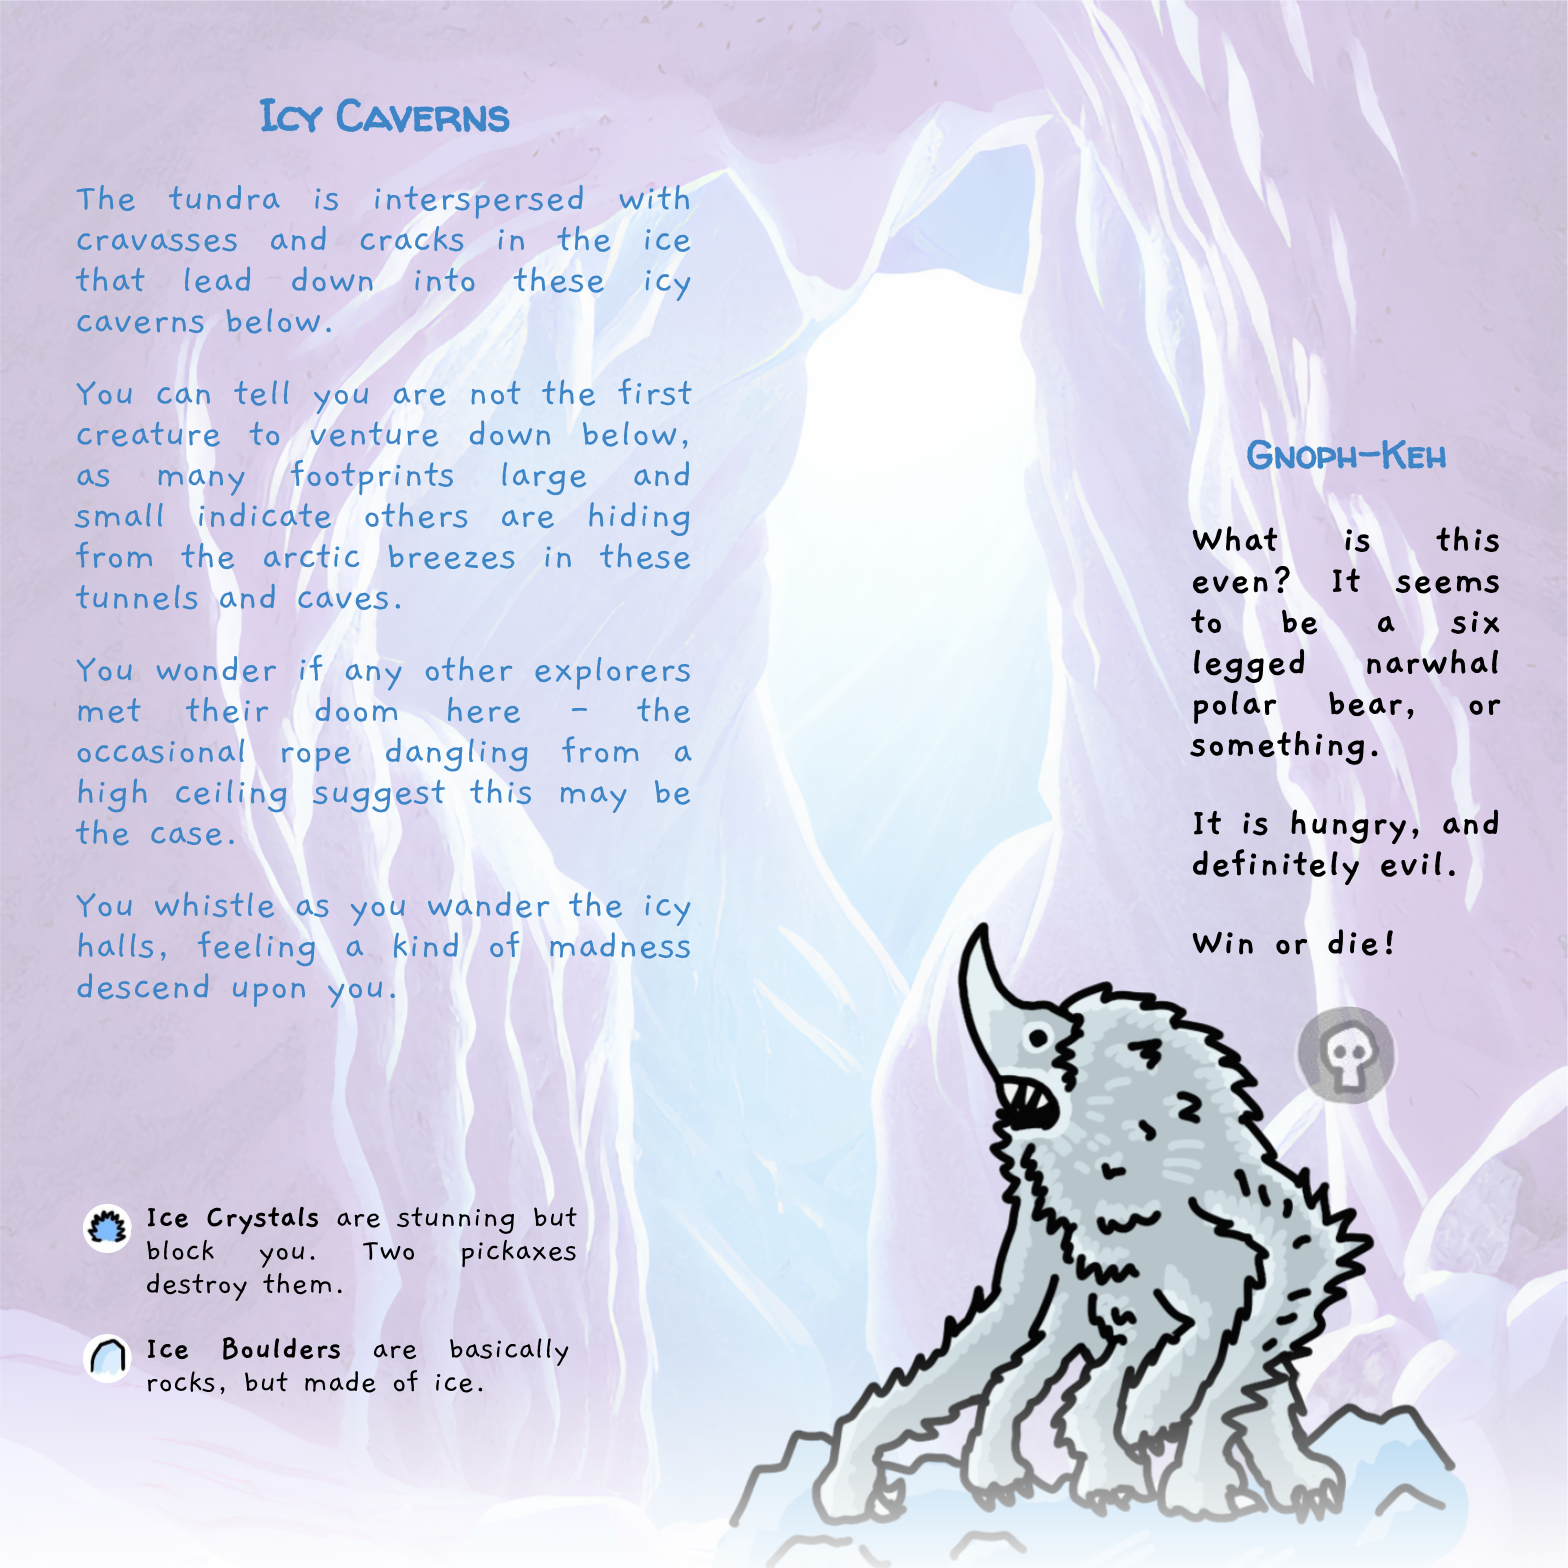 Icy Caverns
The tundra is interspersed with
cravasses and cracks in the ice
that lead down into these icy
caverns below.
You can tell you are not the first
creature to venture down below,
as many footprints large and
small indicate others are hiding
from the arctic breezes in these
tunnels and caves.
You wonder if any other explorers
met their doom here - the
occasional rope dangling from a
high ceiling suggest this may be
the case.
You whistle as you wander the icy
halls, feeling a kind of madness
descend upon you.
Ice Crystals are stunning but
block you. Two pickaxes
destroy them.
Ice Boulders are basically
rocks, but made of ice.
Gnoph-Keh
What is this
even? It seems
to be a six
legged narwhal
polar bear, or
something.
It is hungry, and
definitely evil.
Win or die!